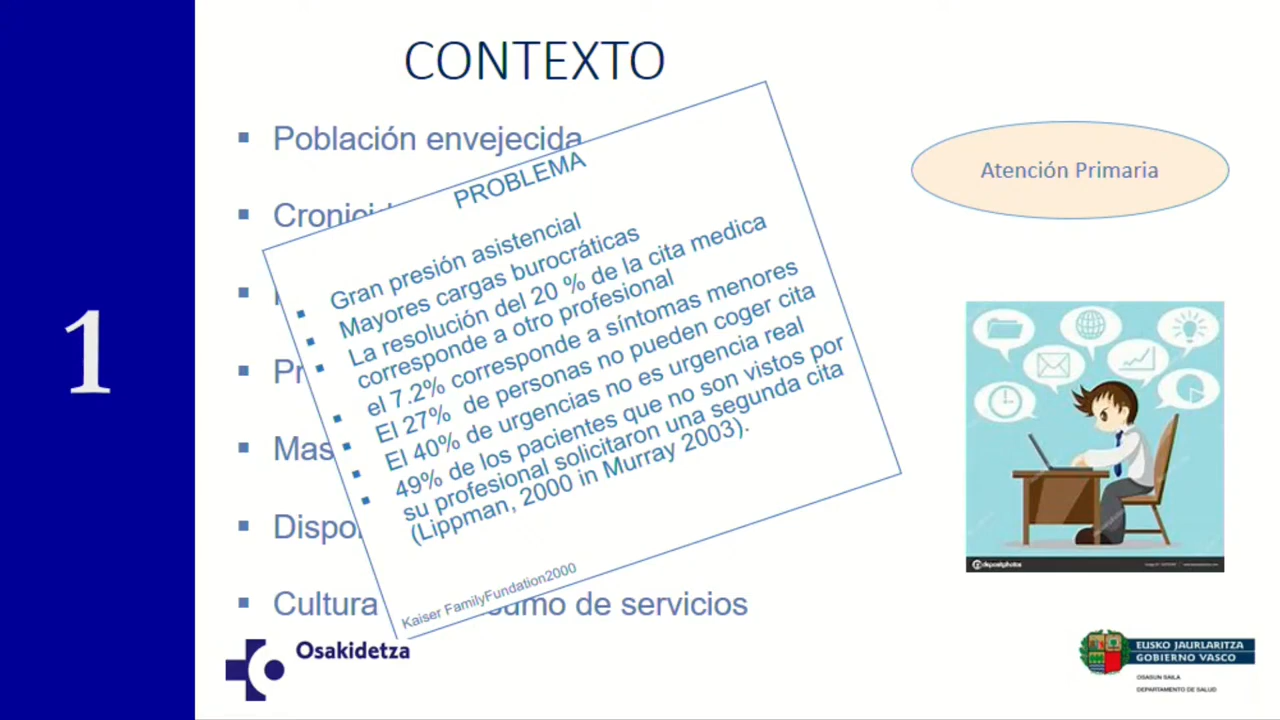 1
CONTEXTO
▪ Población envejecida
▪ Pr
▪ Mas
▪ Cultura
sumo de servicios
PROBLEMA
▪ Gran presión asistencial
▪ Mayores cargas burocráticas
▪ La resolución del 20 % de la cita medica
corresponde a otro profesional
▪ el 7.2% corresponde a síntomas menores
▪ El 27% de personas no pueden coger cita
▪ El 40% de urgencias no es urgencia real
▪ 49% de los pacientes que no son vistos por
su profesional solicitaron una segunda cita
(Lippman, 2000 in Murray 2003).
Kaiser FamilyFundation2000
Atención Primaria
depositphotos
Osakidetza
EUSKO JAURLARITZA
GOBIERNO VASCO
OSASUN SAILA
DEPARTAMENTO DE SALUD